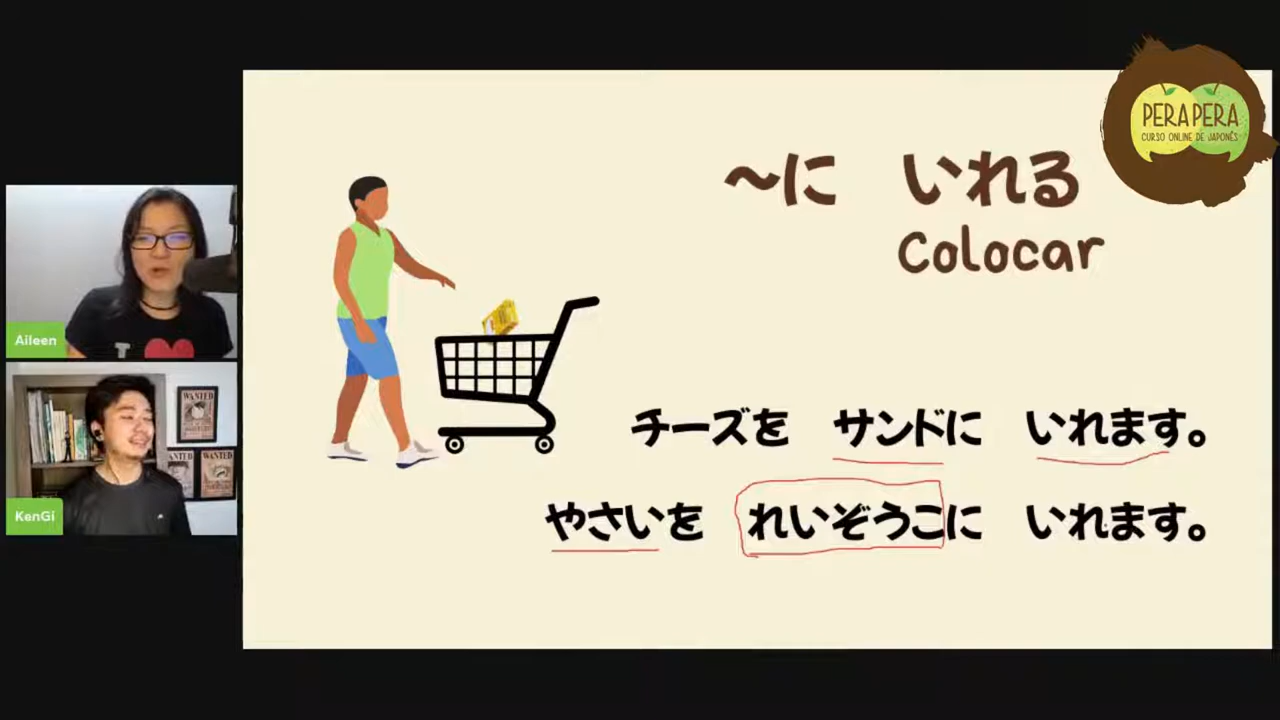 PERAPERA
CURSO ONLINE DE JAPONÊS
〜に いれる
Colocar
チーズを サンドに いれます。
やさいを れいぞうこに いれます。
Aileen
I
KenGi
WANTED
WANTED
WANTED